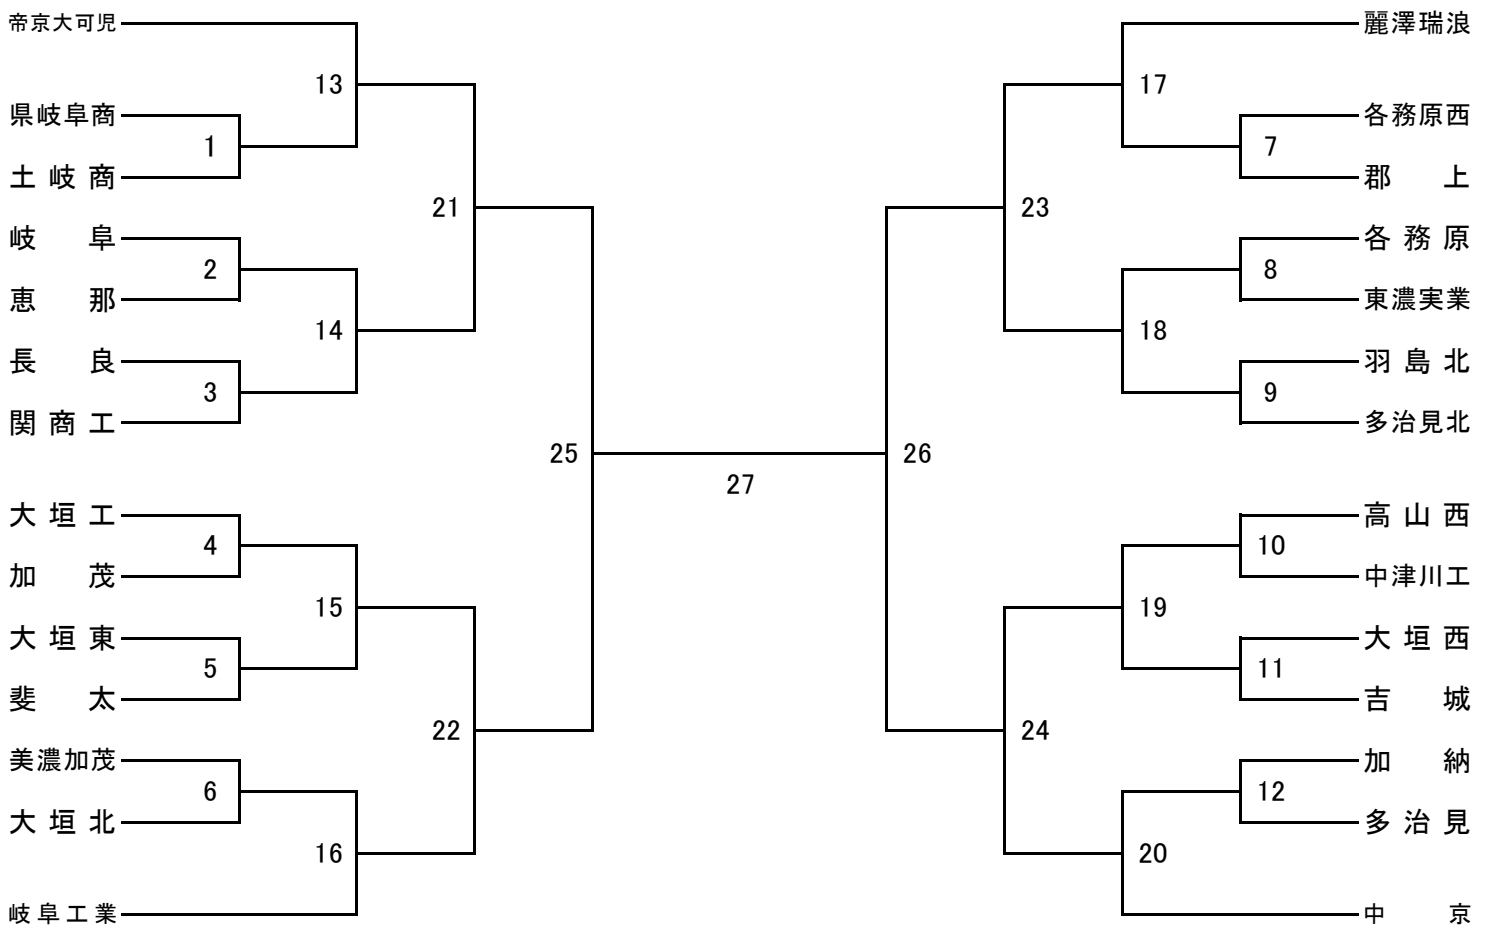 帝京大可児
13
県岐阜商
1
土岐商
21
岐阜
2
恵那
14
長良
3
関商工
25
大垣工
4
加茂
15
大垣東
5
斐太
22
美濃加茂
6
大垣北
16
岐阜工業
27
麗澤瑞浪
17
各務原西
7
郡上
23
各務原
8
東濃実業
18
羽島北
9
多治見北
26
高山西
10
中津川工
19
大垣西
11
吉城
24
加納
12
多治見
20
中京